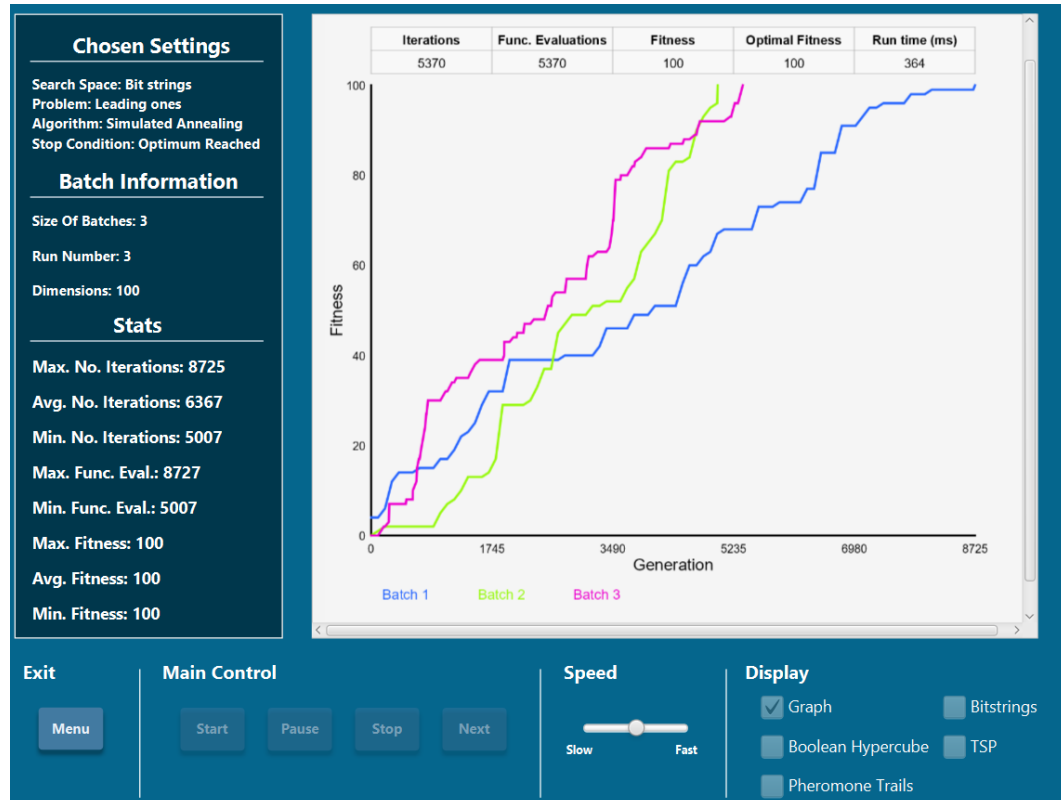 Chosen Settings
Search Space: Bit strings
Problem: Leading ones
Algorithm: Simulated Annealing
Stop Condition: Optimum Reached
Batch Information
Size Of Batches: 3
Run Number: 3
Dimensions: 100
Stats
Max. No. Iterations: 8725
Avg. No. Iterations: 6367
Min. No. Iterations: 5007
Max. Func. Eval.: 8727
Min. Func. Eval.: 5007
Max. Fitness: 100
Avg. Fitness: 100
Min. Fitness: 100
Iterations Func. Evaluations Fitness Optimal Fitness Run time (ms)
5370 5370 100 100 364
100
80
60
40
20
0
Fitness
0 1745 3490 5235 6980 8725
Generation
Batch 1 Batch 2 Batch 3
Exit
Menu
Main Control
Start Pause Stop Next
Speed
Slow Fast
Display
Graph Bitstrings
Boolean Hypercube TSP
Pheromone Trails